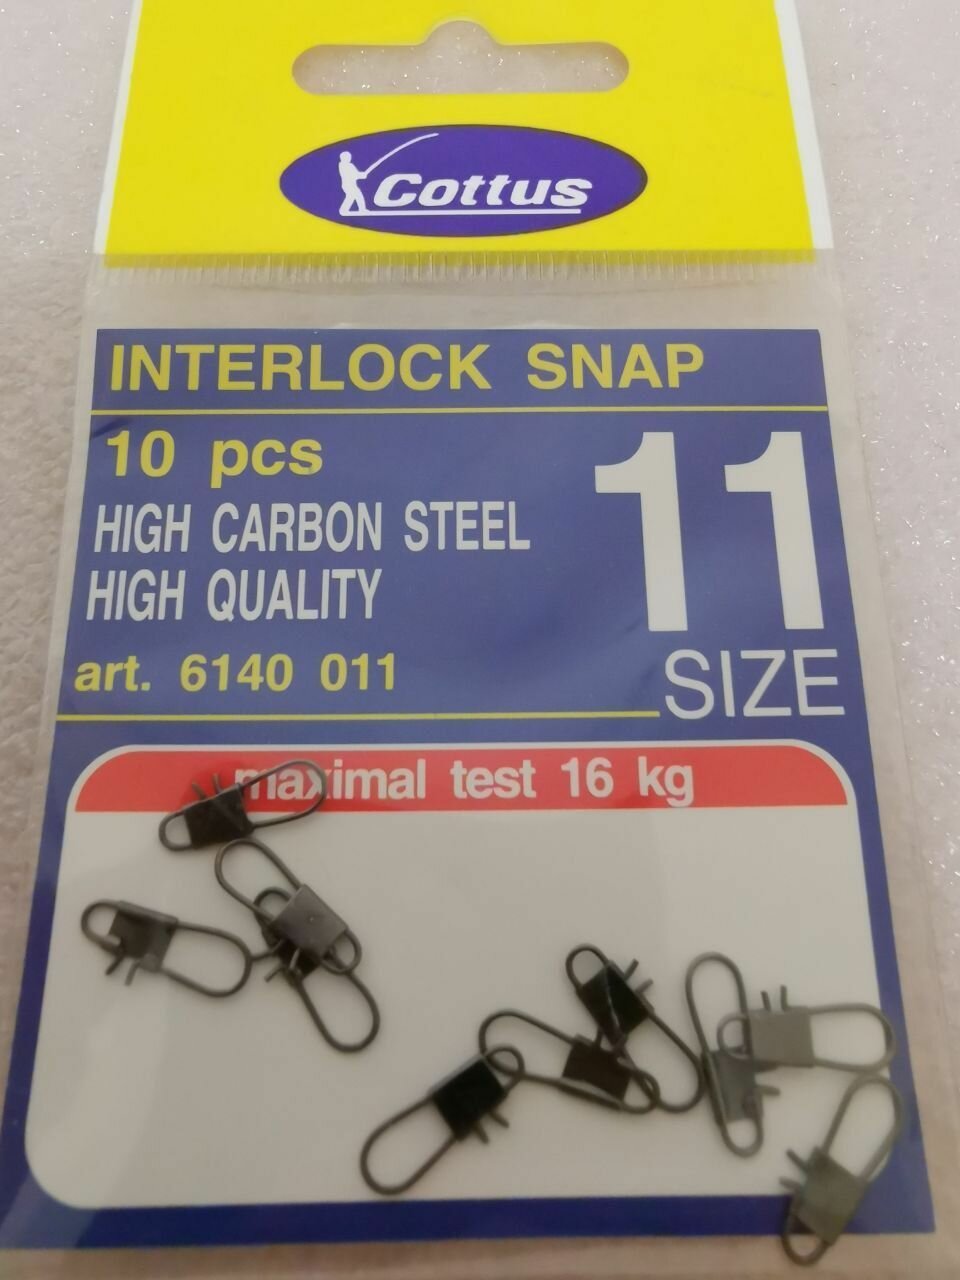 Cottus
INTERLOCK SNAP
10 pcs
HIGH CARBON STEEL
HIGH QUALITY
art. 6140 011
11
SIZE
maximal test 16 kg